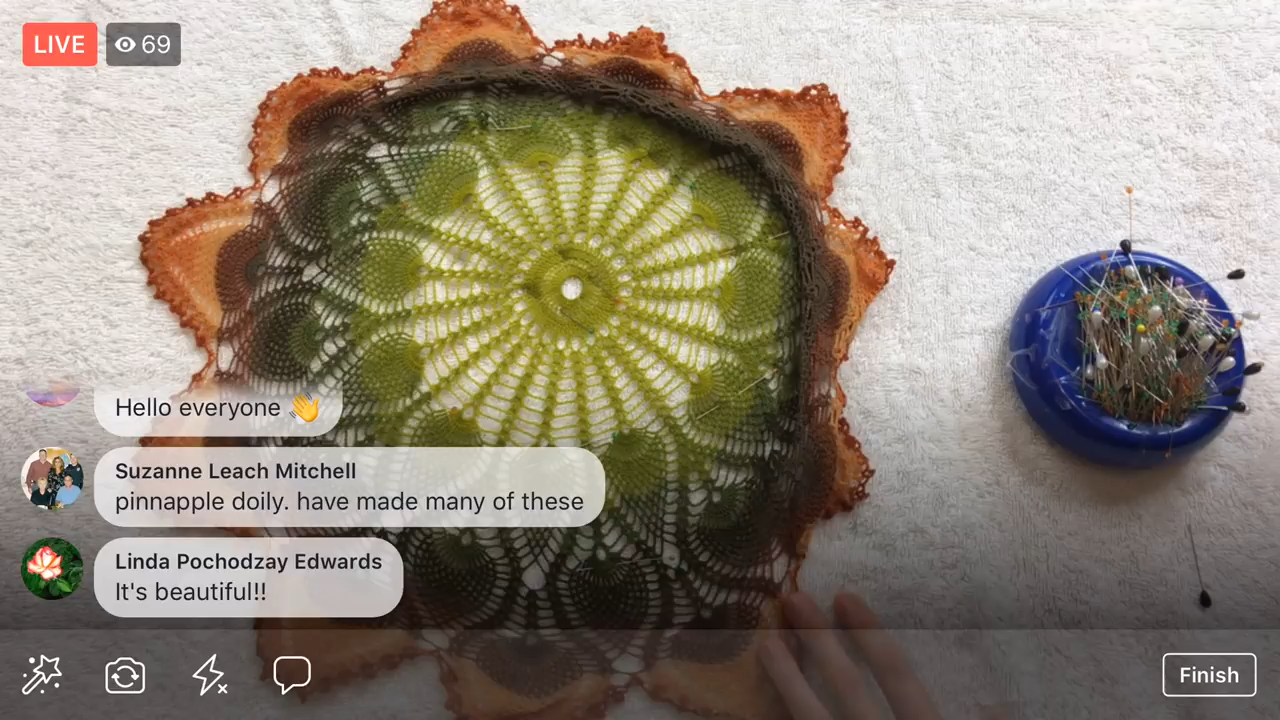 LIVE 69
Hello everyone 👋
Suzanne Leach Mitchell
pinnapple doily. have made many of these
Linda Pochodzay Edwards
It's beautiful!!
Finish